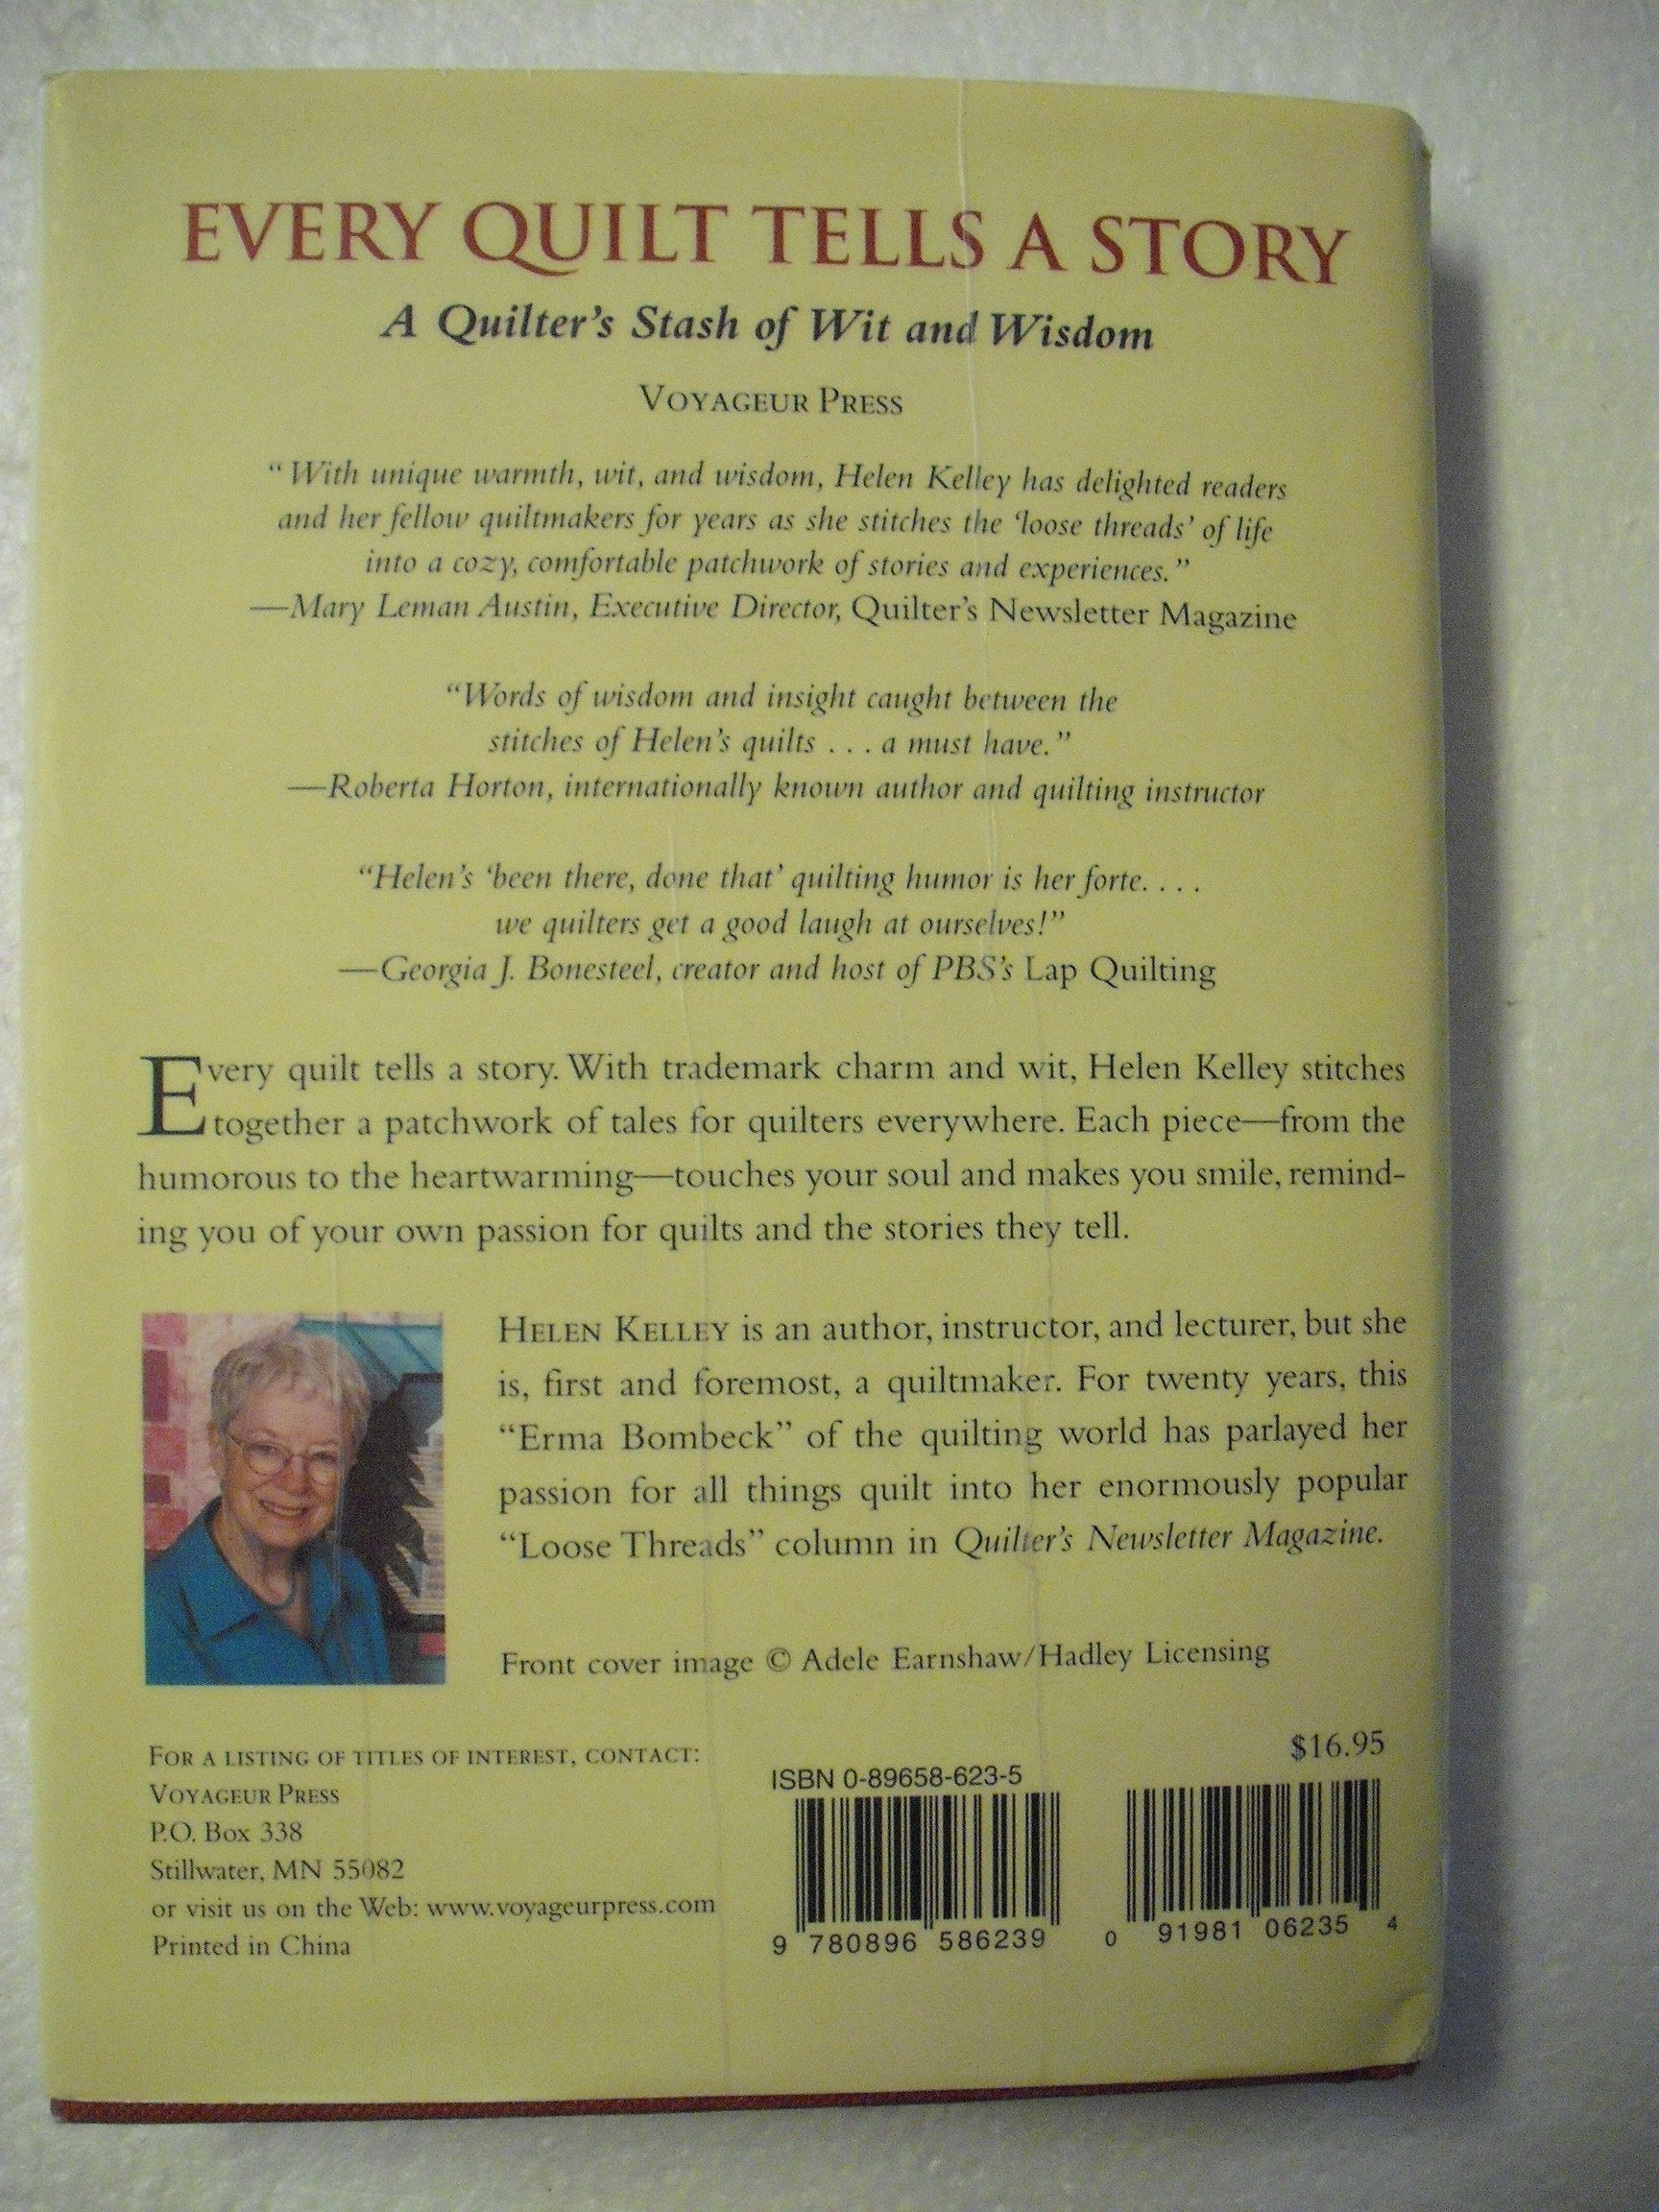 EVERY QUILT TELLS A STORY
A Quilter's Stash of Wit and Wisdom
VOYAGEUR PRESS
"With unique warmth, wit, and wisdom, Helen Kelley has delighted readers
and her fellow quiltmakers for years as she stitches the 'loose threads' of life
into a cozy, comfortable patchwork of stories and experiences."
—Mary Leman Austin, Executive Director, Quilter's Newsletter Magazine
"Words of wisdom and insight caught between the
stitches of Helen's quilts . . . a must have."
—Roberta Horton, internationally known author and quilting instructor
"Helen's 'been there, done that' quilting humor is her forte. . . .
we quilters get a good laugh at ourselves!"
—Georgia J. Bonesteel, creator and host of PBS's Lap Quilting
Every quilt tells a story. With trademark charm and wit, Helen Kelley stitches
together a patchwork of tales for quilters everywhere. Each piece—from the
humorous to the heartwarming—touches your soul and makes you smile, remind-
ing you of your own passion for quilts and the stories they tell.
HELEN KELLEY is an author, instructor, and lecturer, but she
is, first and foremost, a quiltmaker. For twenty years, this
"Erma Bombeck" of the quilting world has parlayed her
passion for all things quilt into her enormously popular
"Loose Threads" column in Quilter's Newsletter Magazine.
Front cover image © Adele Earnshaw/Hadley Licensing
FOR A LISTING OF TITLES OF INTEREST, CONTACT:
VOYAGEUR PRESS
P.O. Box 338
Stillwater, MN 55082
or visit us on the Web: www.voyageurpress.com
Printed in China
$16.95
ISBN 0-89658-623-5
9 780896 586239
0 91981 06235 4